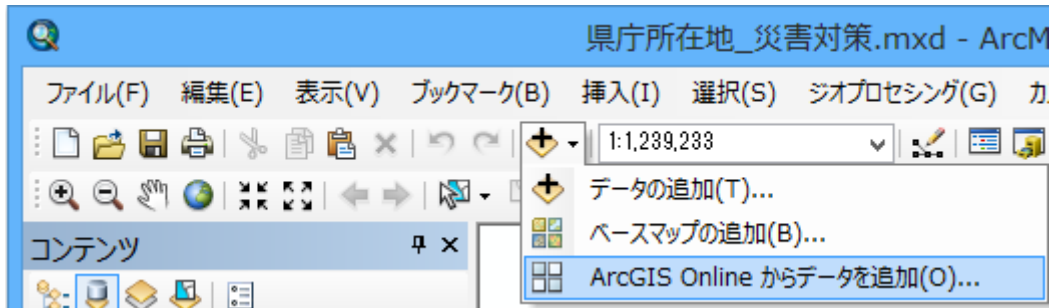 県庁所在地_災害対策.mxd - ArcM
ファイル(F) 編集(E) 表示(V) ブックマーク(B) 挿入(I) 選択(S) ジオプロセシング(G) カ
1:1,239,233
データの追加(T)...
ベースマップの追加(B)...
コンテンツ
ArcGIS Online からデータを追加(O)...